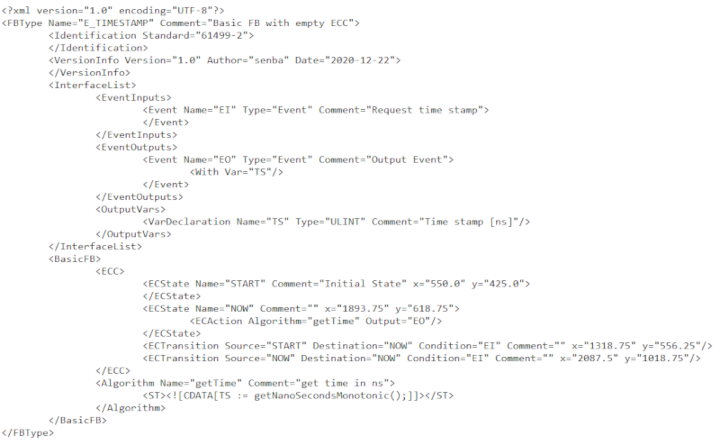 <?xml version="1.0" encoding="UTF-8"?>
<FBType Name="E_TIMESTAMP" Comment="Basic FB with empty ECC">
<Identification Standard="61499-2">
</Identification>
<VersionInfo Version="1.0" Author="senba" Date="2020-12-22">
</VersionInfo>
<InterfaceList>
<EventInputs>
<Event Name="EI" Type="Event" Comment="Request time stamp">
</Event>
</EventInputs>
<EventOutputs>
<Event Name="EO" Type="Event" Comment="Output Event">
<With Var="TS"/>
</Event>
</EventOutputs>
<OutputVars>
<VarDeclaration Name="TS" Type="ULINT" Comment="Time stamp [ns]"/>
</OutputVars>
</InterfaceList>
<BasicFB>
<ECC>
<ECState Name="START" Comment="Initial State" x="550.0" y="425.0">
</ECState>
<ECState Name="NOW" Comment="" x="1893.75" y="618.75">
<ECAction Algorithm="getTime" Output="EO"/>
</ECState>
<ECTransition Source="START" Destination="NOW" Condition="EI" Comment="" x="1318.75" y="556.25"/>
<ECTransition Source="NOW" Destination="NOW" Condition="EI" Comment="" x="2087.5" y="1018.75"/>
</ECC>
<Algorithm Name="getTime" Comment="get time in ns">
<ST><![CDATA[TS := getNanoSecondsMonotonic();]]></ST>
</Algorithm>
</BasicFB>
</FBType>